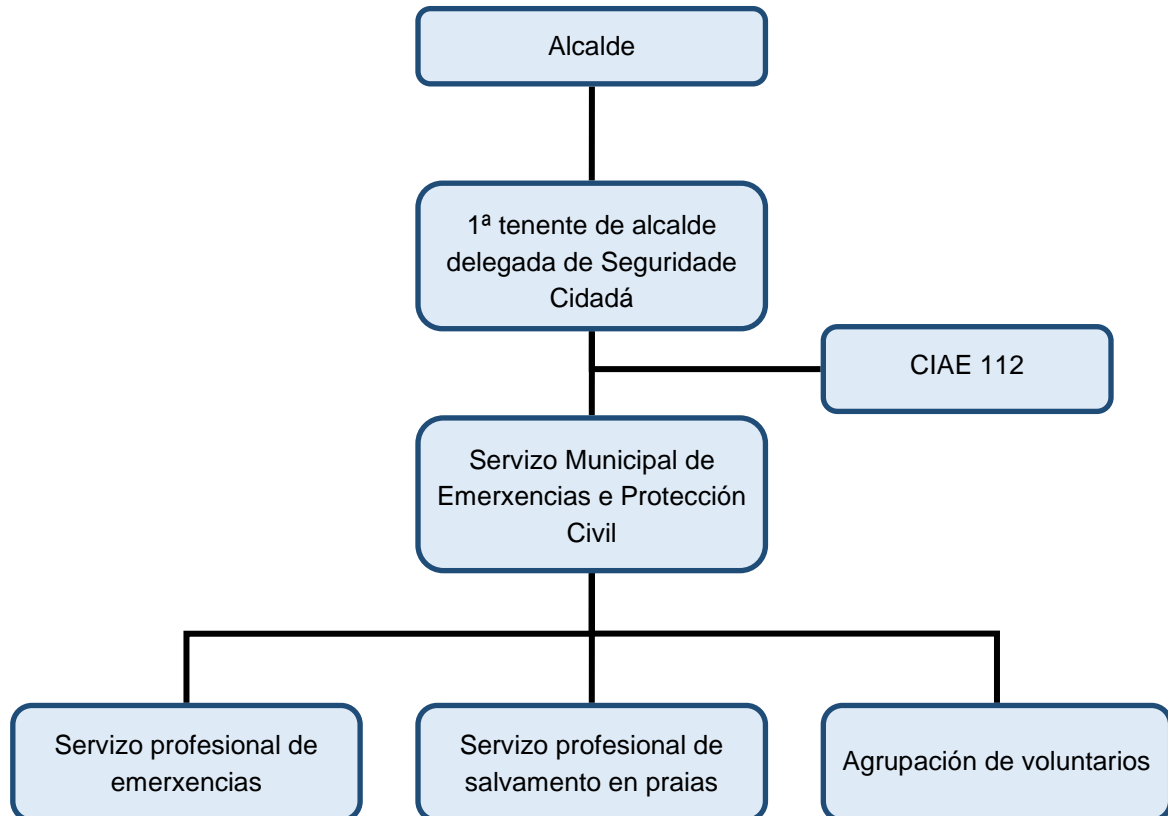 Alcalde
1ª tenente de alcalde
delegada de Seguridade
Cidadá
CIAE 112
Servizo Municipal de
Emerxencias e Protección
Civil
Servizo profesional de
emerxencias
Servizo profesional de
salvamento en praias
Agrupación de voluntarios